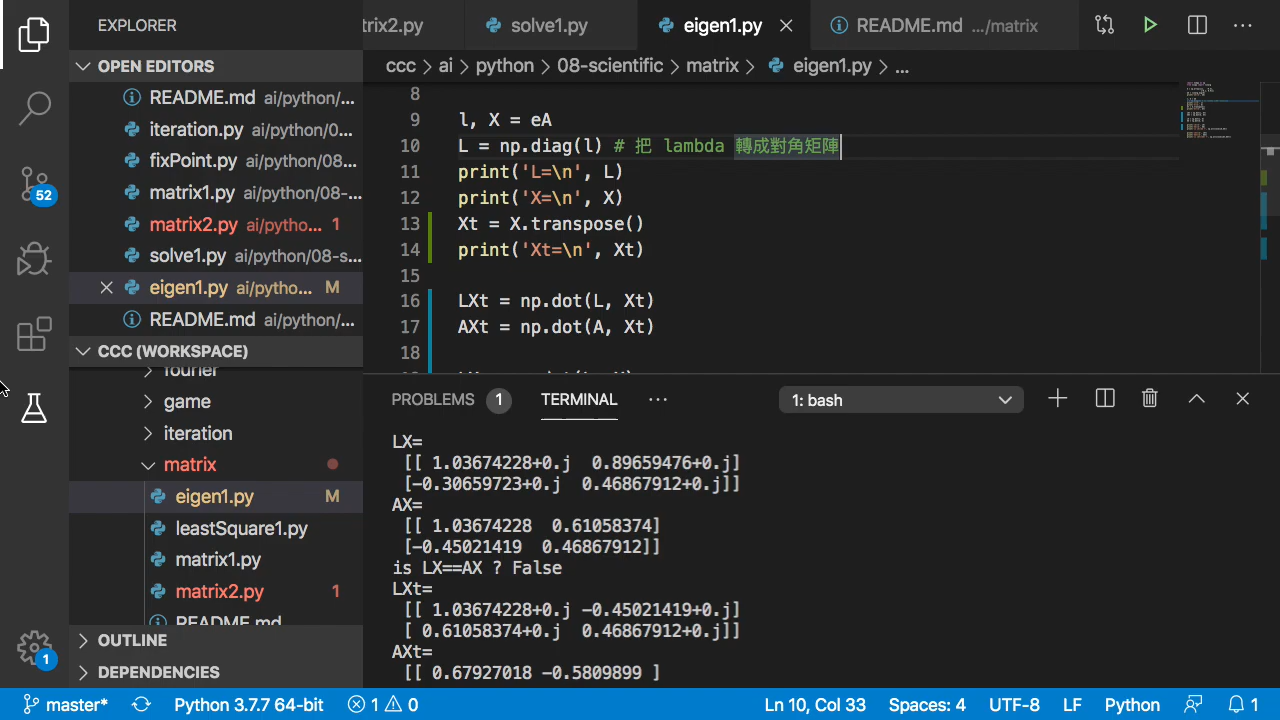 EXPLORER
OPEN EDITORS
README.md ai/python/...
iteration.py ai/python/0...
fixPoint.py ai/python/08...
matrix1.py ai/python/08-...
matrix2.py ai/pytho... 1
solve1.py ai/python/08-s...
eigen1.py ai/pytho... M
README.md ai/python/...
CCC (WORKSPACE)
fourier
game
iteration
matrix
eigen1.py M
leastSquare1.py
matrix1.py
matrix2.py 1
README.md
OUTLINE
DEPENDENCIES
52
1
trix2.py solve1.py eigen1.py README.md .../matrix
ccc > ai > python > 08-scientific > matrix > eigen1.py > ...
8
9 l, X = eA
10 L = np.diag(l) # 把 lambda 轉成對角矩陣
11 print('L=\n', L)
12 print('X=\n', X)
13 Xt = X.transpose()
14 print('Xt=\n', Xt)
15
16 LXt = np.dot(L, Xt)
17 AXt = np.dot(A, Xt)
18
PROBLEMS 1 TERMINAL ... 1: bash
LX=
[[ 1.03674228+0.j 0.89659476+0.j]
[-0.30659723+0.j 0.46867912+0.j]]
AX=
[[ 1.03674228 0.61058374]
[-0.45021419 0.46867912]]
is LX==AX ? False
LXt=
[[ 1.03674228+0.j -0.45021419+0.j]
[ 0.61058374+0.j 0.46867912+0.j]]
AXt=
[[ 0.67927018 -0.5809899 ]
master* Python 3.7.7 64-bit 1 0 Ln 10, Col 33 Spaces: 4 UTF-8 LF Python 1